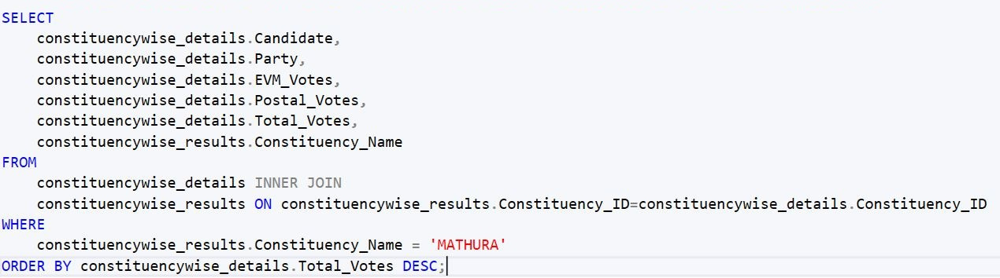 SELECT
    constituencywise_details.Candidate,
    constituencywise_details.Party,
    constituencywise_details.EVM_Votes,
    constituencywise_details.Postal_Votes,
    constituencywise_details.Total_Votes,
    constituencywise_results.Constituency_Name
FROM
    constituencywise_details INNER JOIN
    constituencywise_results ON constituencywise_results.Constituency_ID=constituencywise_details.Constituency_ID
WHERE
    constituencywise_results.Constituency_Name = 'MATHURA'
ORDER BY constituencywise_details.Total_Votes DESC;